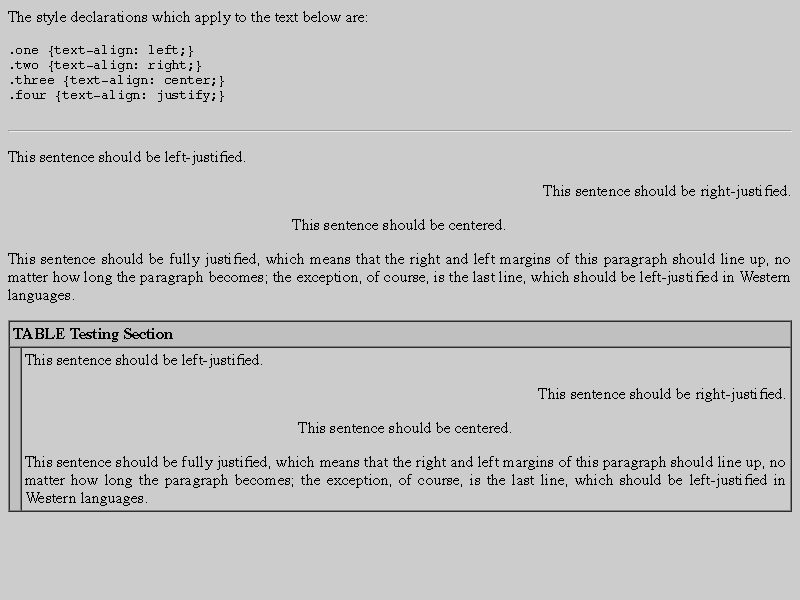 The style declarations which apply to the text below are:
.one {text-align: left;}
.two {text-align: right;}
.three {text-align: center;}
.four {text-align: justify;}
This sentence should be left-justified.
This sentence should be right-justified.
This sentence should be centered.
This sentence should be fully justified, which means that the right and left margins of this paragraph should line up, no
matter how long the paragraph becomes; the exception, of course, is the last line, which should be left-justified in Western
languages.
TABLE Testing Section
This sentence should be left-justified.
This sentence should be right-justified.
This sentence should be centered.
This sentence should be fully justified, which means that the right and left margins of this paragraph should line up, no
matter how long the paragraph becomes; the exception, of course, is the last line, which should be left-justified in
Western languages.